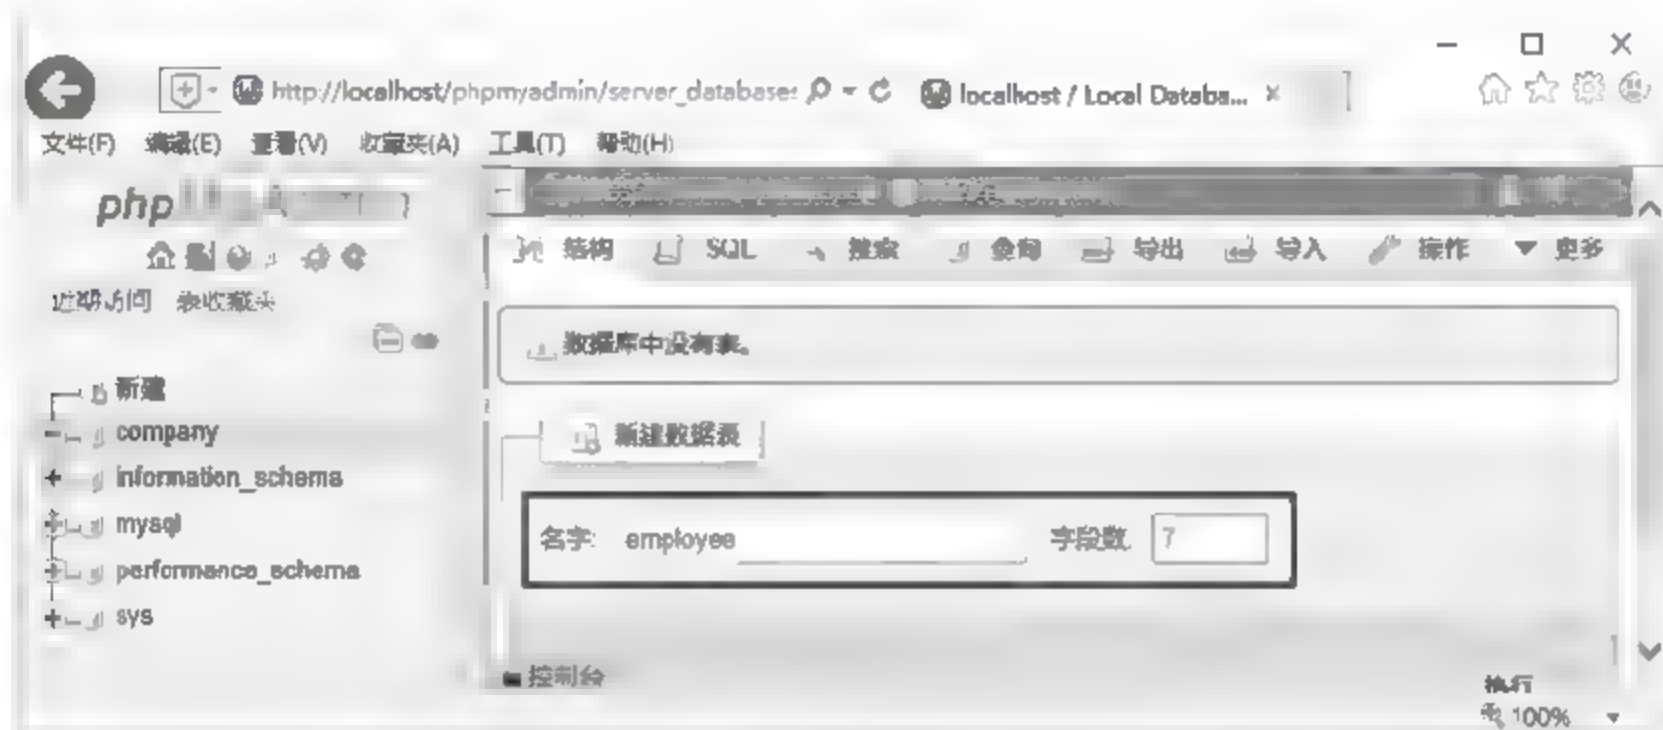 http://localhost/phpmyadmin/server_database: localhost / Local Databa... ×
文件(F) 编辑(E) 查看(V) 收藏夹(A) 工具(T) 帮助(H)
php
结构 SQL 搜索 查询 导出 导入 操作 更多
近期访问 表收藏夹
数据库中没有表。
新建
company
新建数据表
information_schema
mysql
名字: employee 字段数: 7
performance_schema
sys
控制台
执行
100%